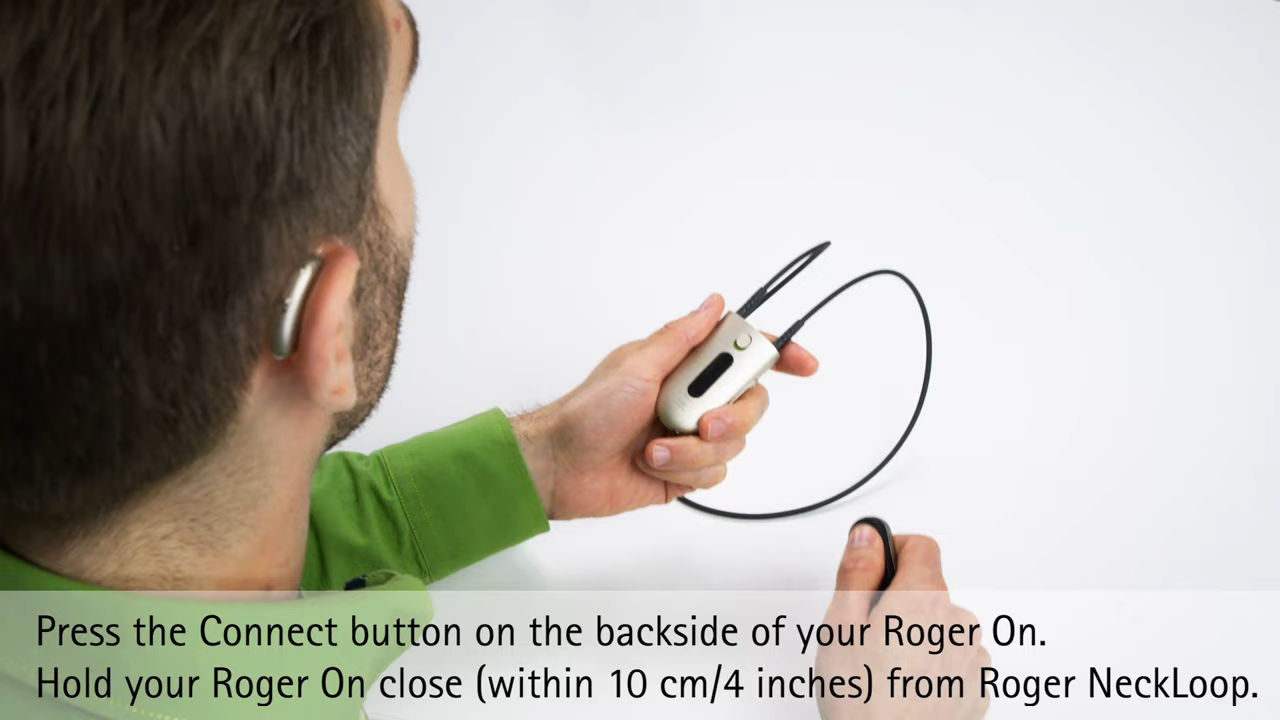 Press the Connect button on the backside of your Roger On.
Hold your Roger On close (within 10 cm/4 inches) from Roger NeckLoop.